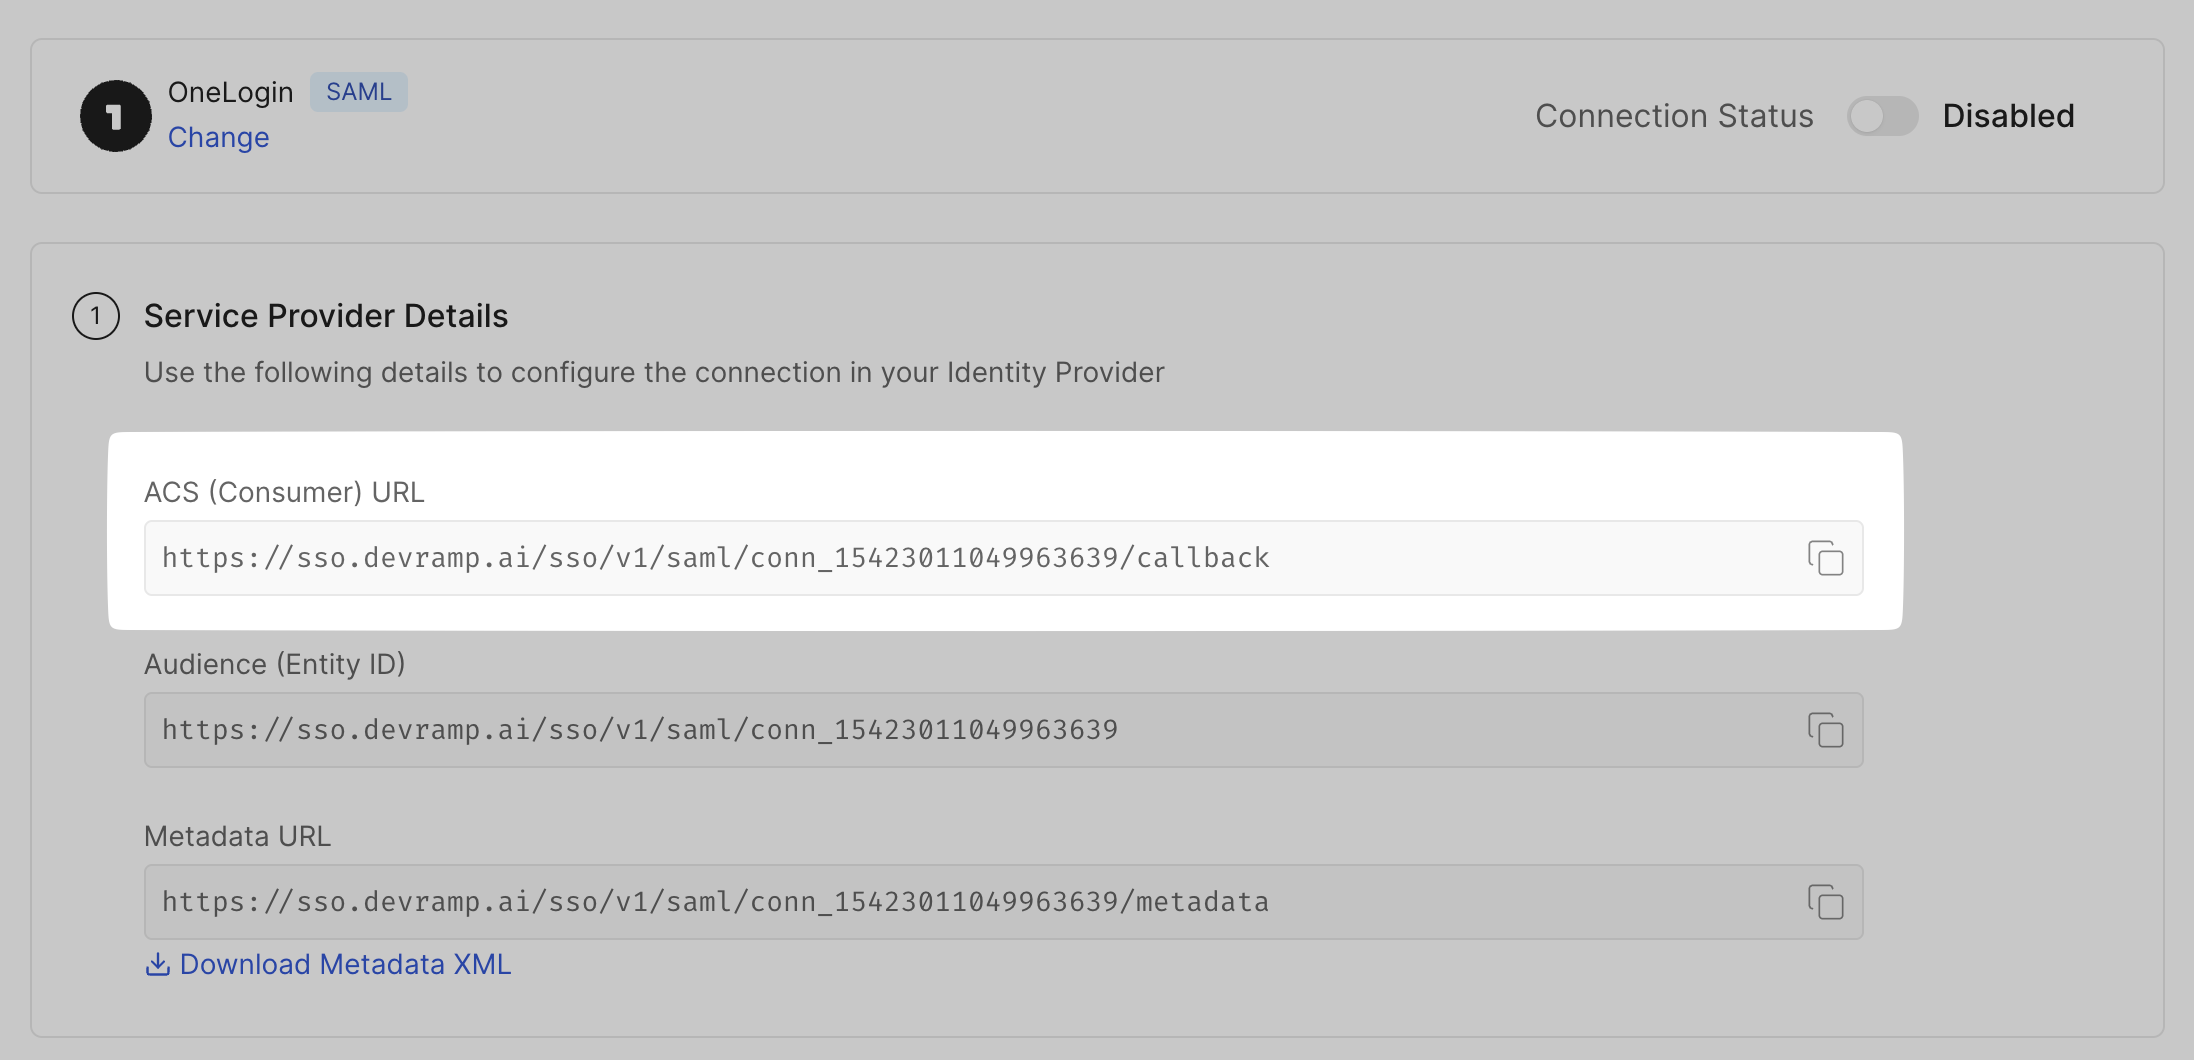 1
OneLogin SAML
Change
Connection Status Disabled
1 Service Provider Details
Use the following details to configure the connection in your Identity Provider
ACS (Consumer) URL
https://sso.devramp.ai/sso/v1/saml/conn_15423011049963639/callback
Audience (Entity ID)
https://sso.devramp.ai/sso/v1/saml/conn_15423011049963639
Metadata URL
https://sso.devramp.ai/sso/v1/saml/conn_15423011049963639/metadata
Download Metadata XML